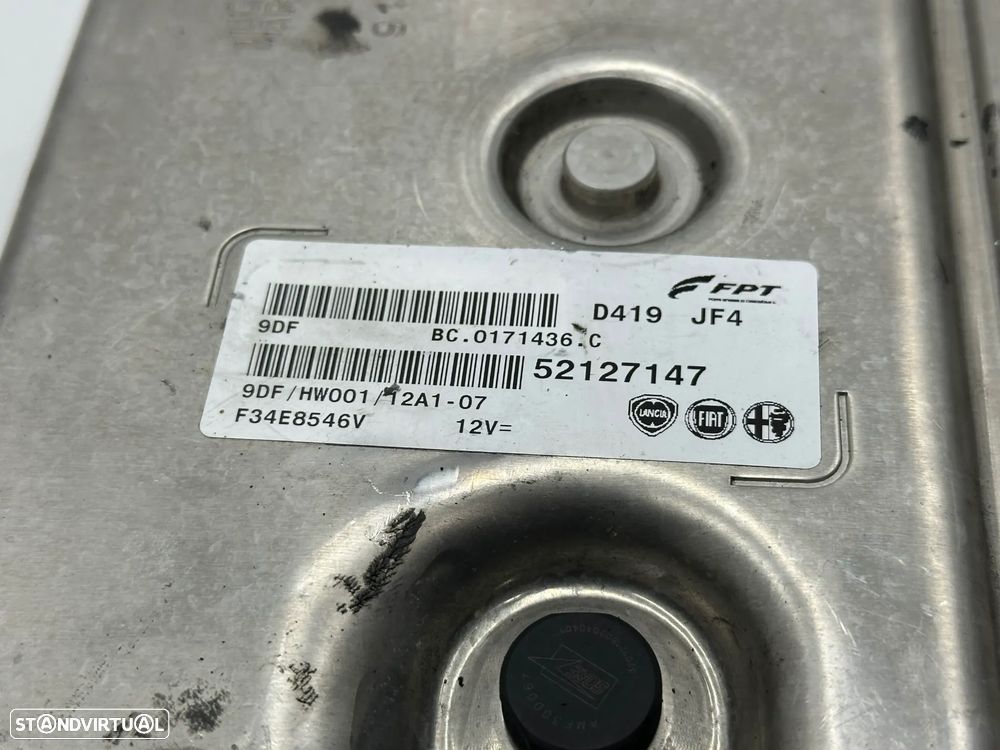 FPT
D419 JF4
9DF BC.0171436.C
52127147
9DF/HW001/12A1-07
F34E8546V 12V=
LANCIA FIAT
STANDVIRTUAL